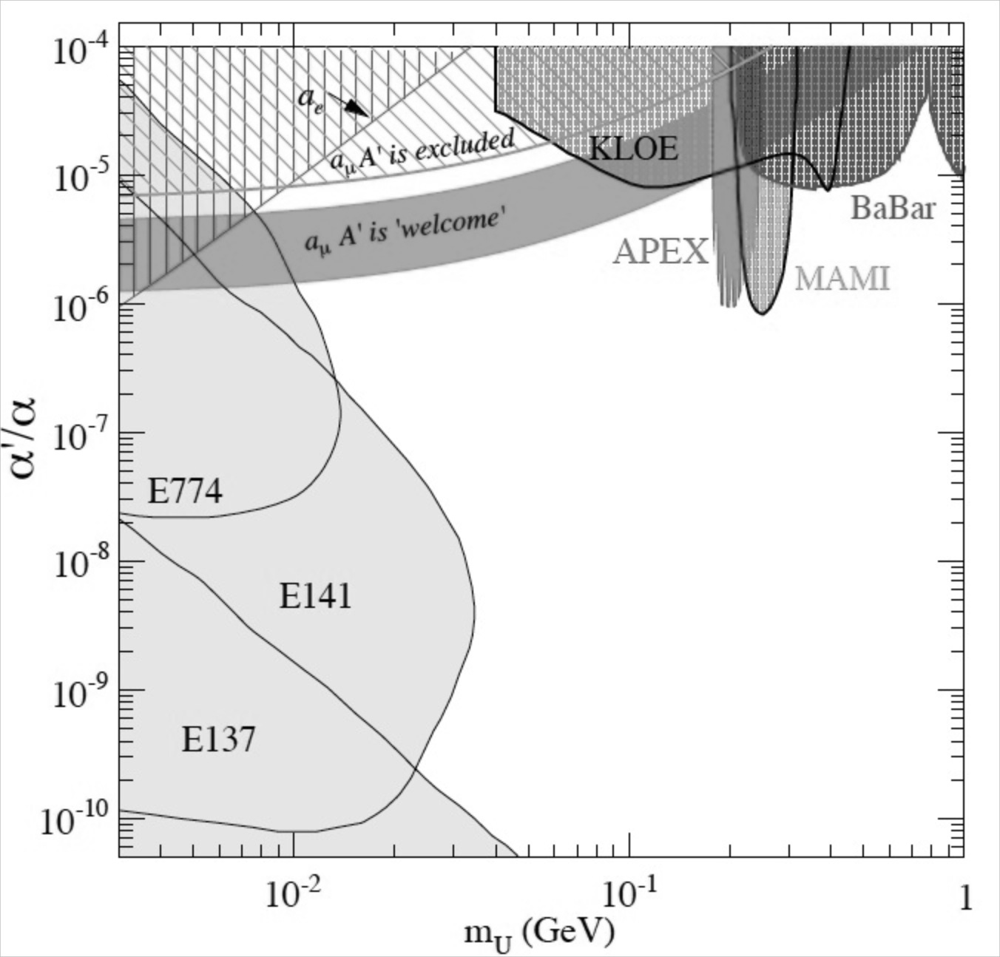 10⁻⁴
a_e
a_μ A' is excluded
KLOE
10⁻⁵
BaBar
a_μ A' is 'welcome'
APEX
MAMI
10⁻⁶
α'/α
10⁻⁷
E774
10⁻⁸
E141
10⁻⁹
E137
10⁻¹⁰
10⁻² 10⁻¹ 1
m_U (GeV)